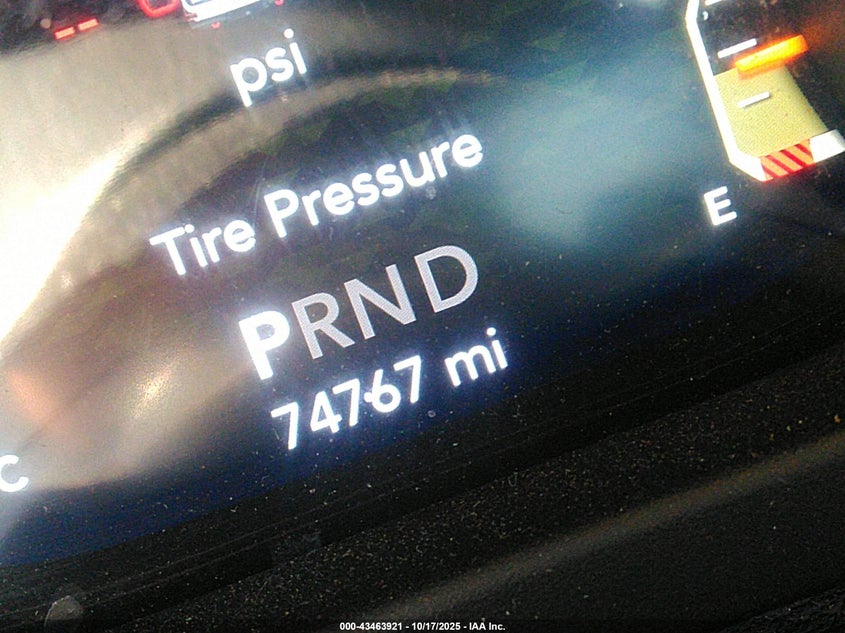 psi
Tire Pressure
E
PRND
74767 mi
C
000-43463921 - 10/17/2025 - IAA Inc.